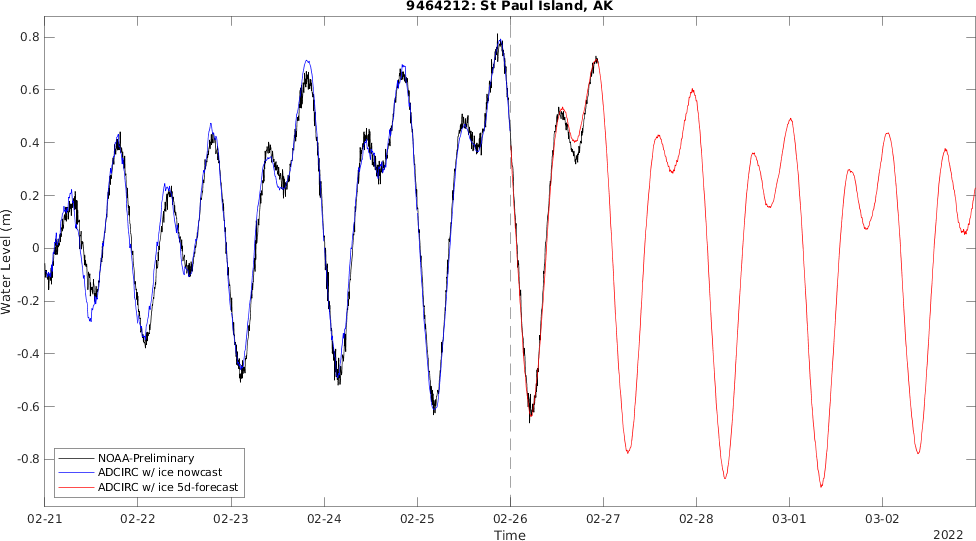 9464212: St Paul Island, AK
Water Level (m)
0.8
0.6
0.4
0.2
0
-0.2
-0.4
-0.6
-0.8
NOAA-Preliminary
ADCIRC w/ ice nowcast
ADCIRC w/ ice 5d-forecast
02-21 02-22 02-23 02-24 02-25 02-26 02-27 02-28 03-01 03-02
Time
2022